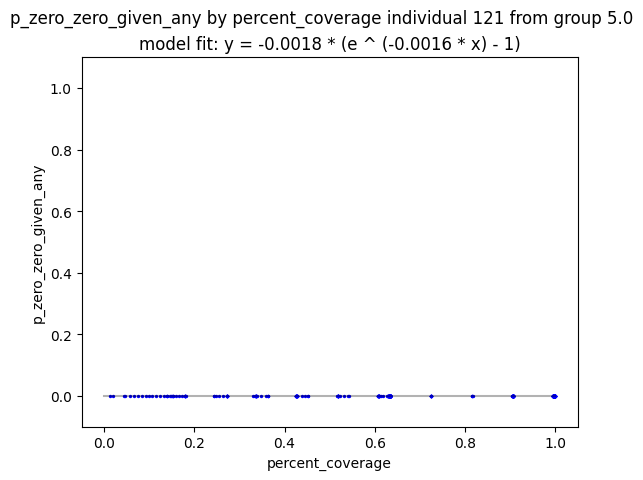 p_zero_zero_given_any by percent_coverage individual 121 from group 5.0
model fit: y = -0.0018 * (e ^ (-0.0016 * x) - 1)
1.0
0.8
0.6
0.4
0.2
0.0
p_zero_zero_given_any
0.0 0.2 0.4 0.6 0.8 1.0
percent_coverage